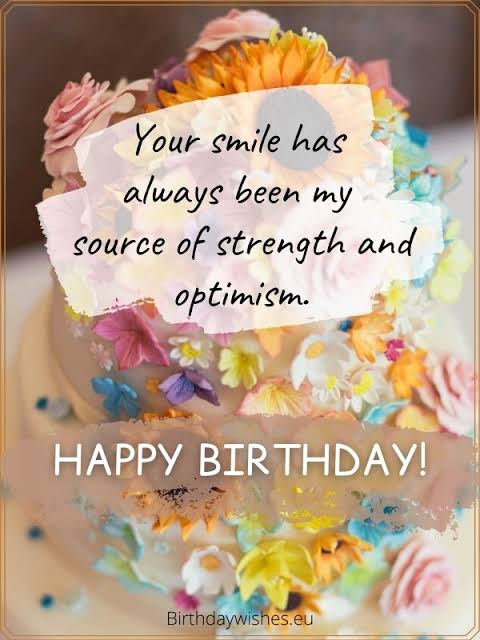 Your smile has
always been my
source of strength and
optimism.
HAPPY BIRTHDAY!
Birthdaywishes.eu